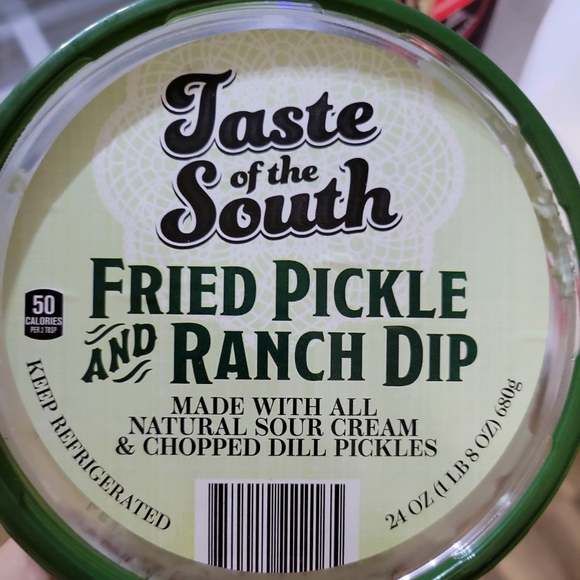 Taste
of the
South
FRIED PICKLE
AND RANCH DIP
50
CALORIES
PER 2 TBSP
MADE WITH ALL
NATURAL SOUR CREAM
& CHOPPED DILL PICKLES
KEEP REFRIGERATED
24 OZ (1 LB 8 OZ) 680g